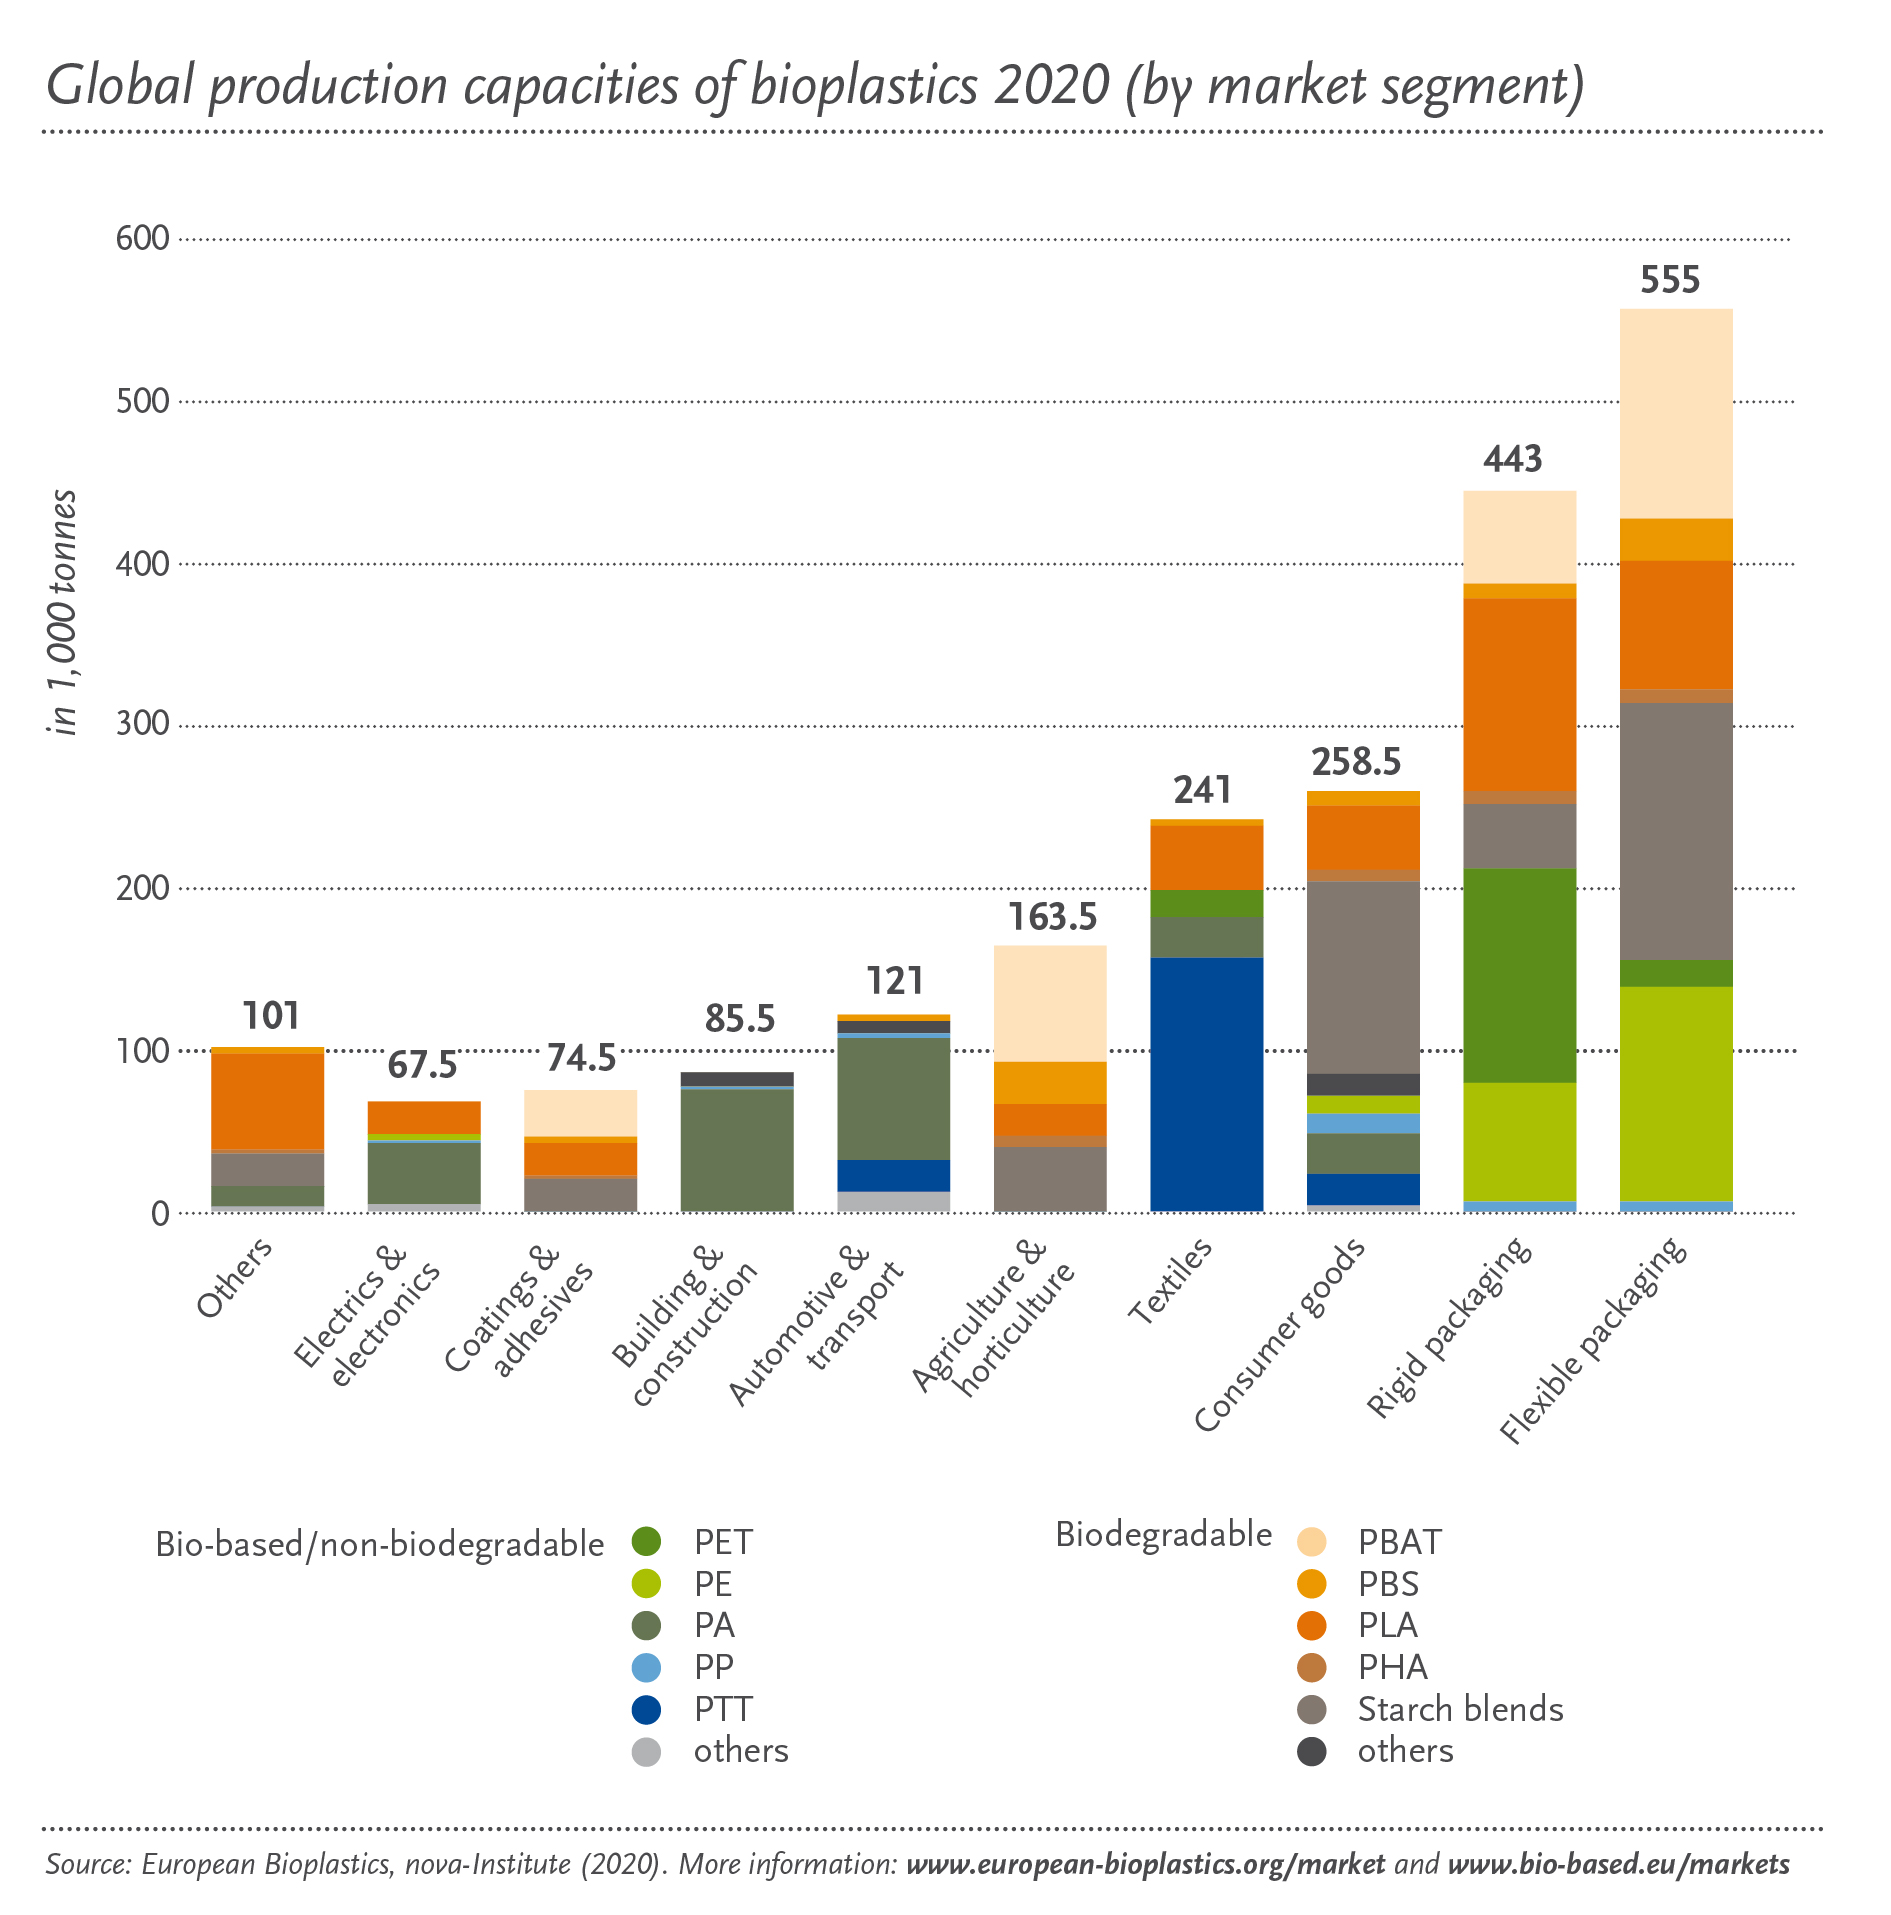 Global production capacities of bioplastics 2020 (by market segment)
in 1,000 tonnes
600
500
400
300
200
100
0
101
67.5
74.5
85.5
121
163.5
241
258.5
443
555
Others
Electrics &
electronics
Coatings &
adhesives
Building &
construction
Automotive &
transport
Agriculture &
horticulture
Textiles
Consumer goods
Rigid packaging
Flexible packaging
Bio-based/non-biodegradable
PET
PE
PA
PP
PTT
others
Biodegradable
PBAT
PBS
PLA
PHA
Starch blends
others
Source: European Bioplastics, nova-Institute (2020). More information: www.european-bioplastics.org/market and www.bio-based.eu/markets